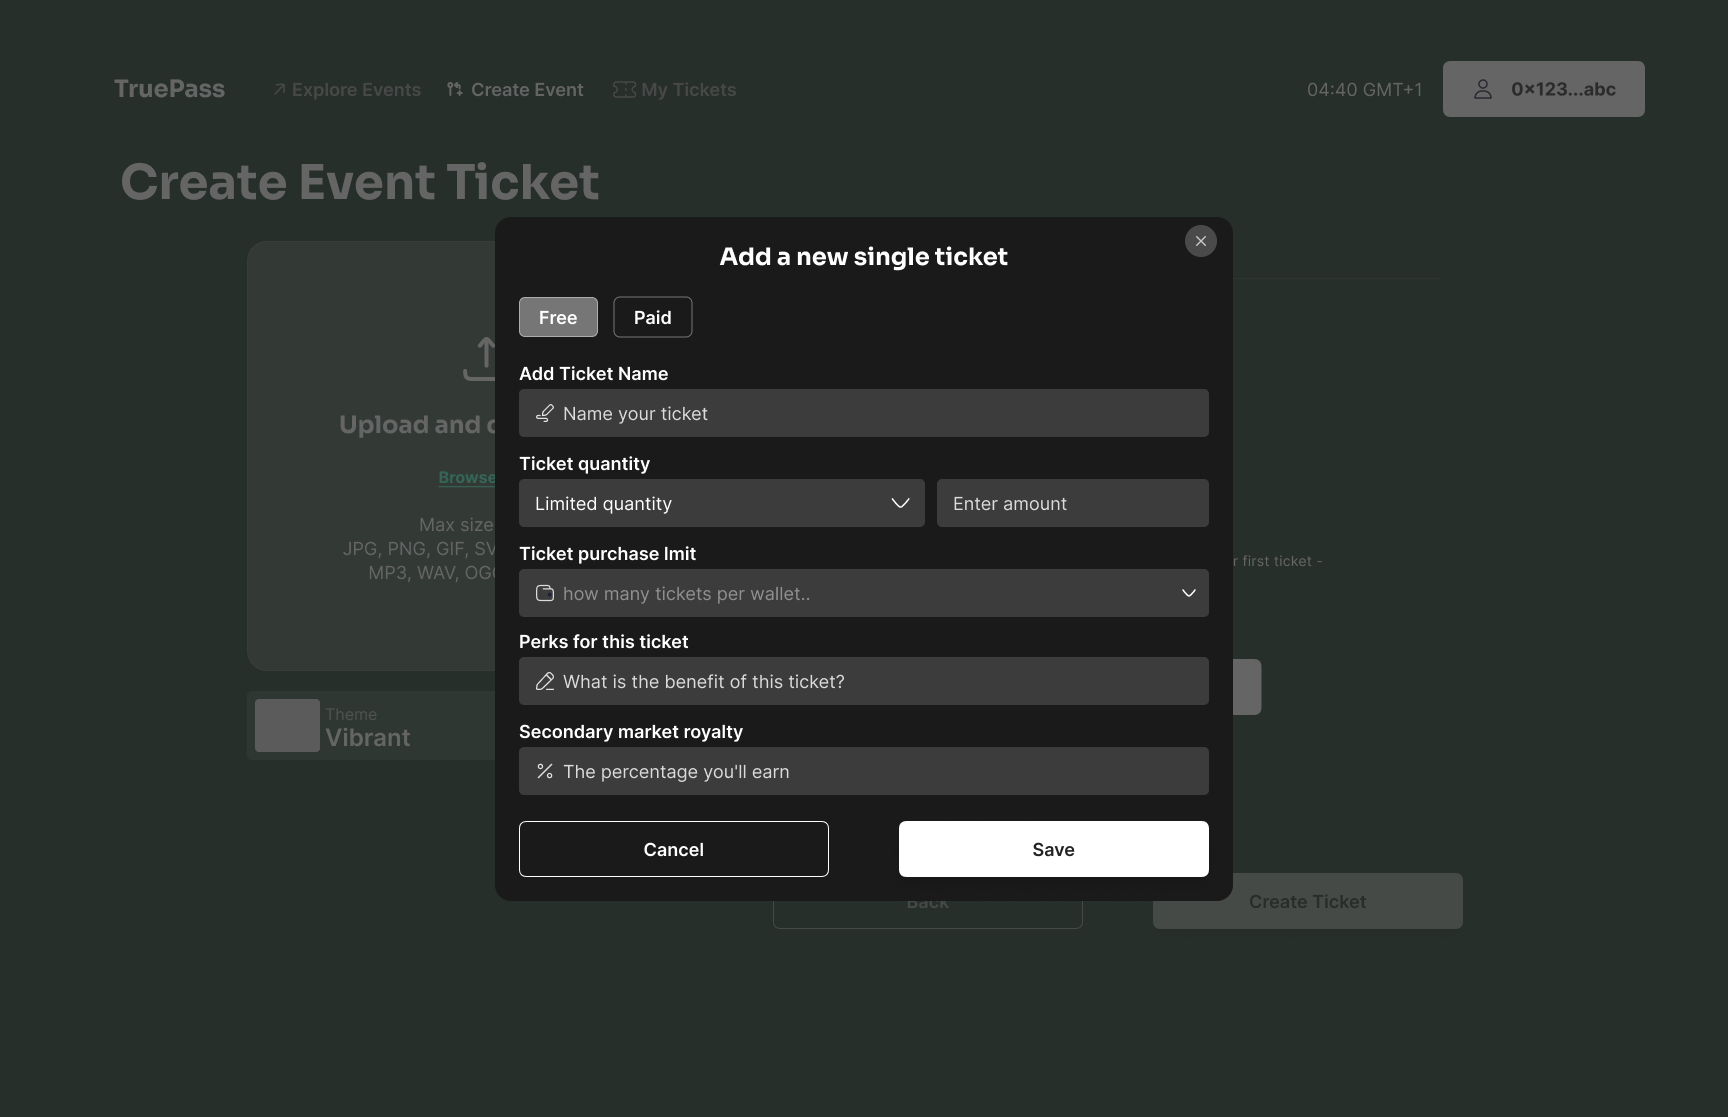 TruePass
Explore Events
Create Event
My Tickets
04:40 GMT+1
0×123...abc
Create Event Ticket
Add a new single ticket
Free
Paid
Add Ticket Name
Name your ticket
Ticket quantity
Limited quantity
Enter amount
Ticket purchase lmit
how many tickets per wallet..
Perks for this ticket
What is the benefit of this ticket?
Secondary market royalty
The percentage you'll earn
Cancel
Save
Upload and
Browse
Max size
JPG, PNG, GIF,
MP3, WAV,
first ticket -
Theme
Vibrant
Back
Create Ticket